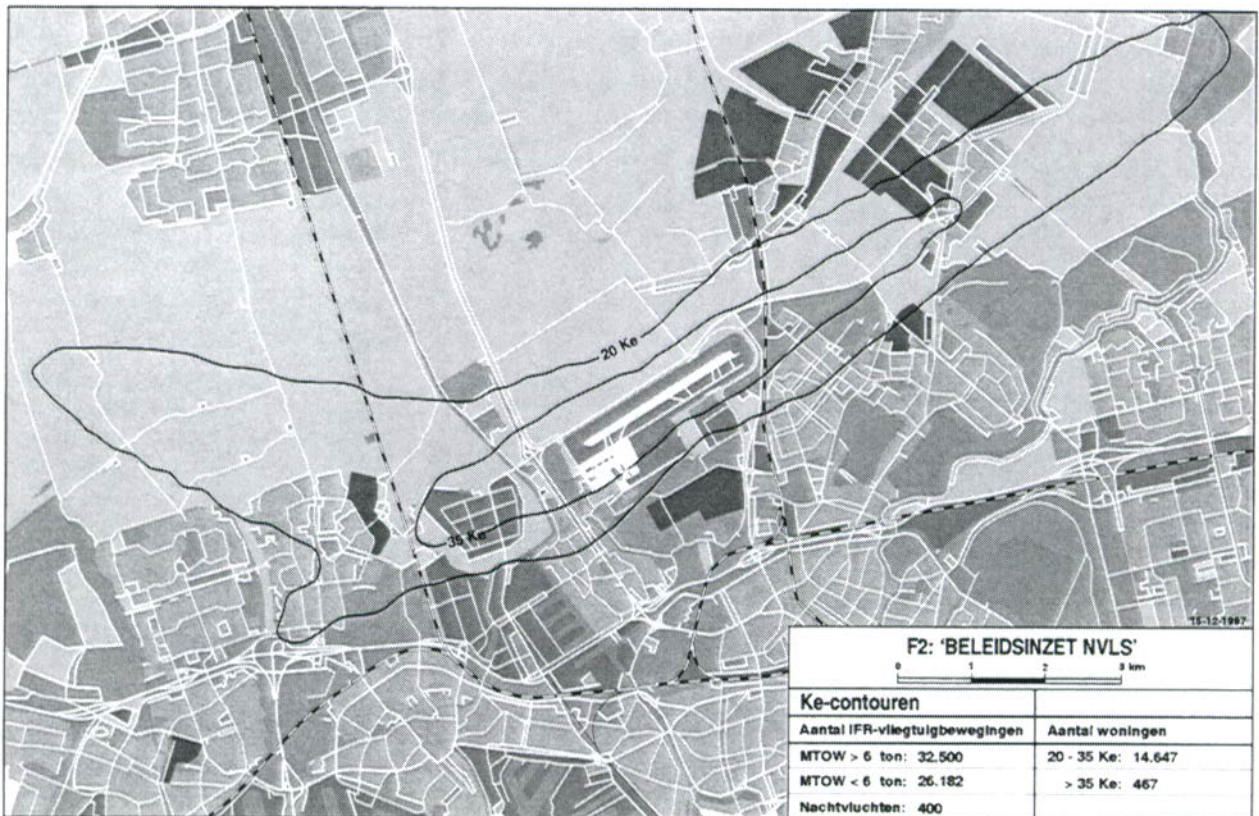 20 Ke
35 Ke
15-12-1997
F2: 'BELEIDSINZET NVLS'
0 1 2 3 km
Ke-contouren
Aantal IFR-vliegtuigbewegingen Aantal woningen
MTOW > 6 ton: 32.500 20 - 35 Ke: 14.647
MTOW < 6 ton: 26.182 > 35 Ke: 467
Nachtvluchten: 400